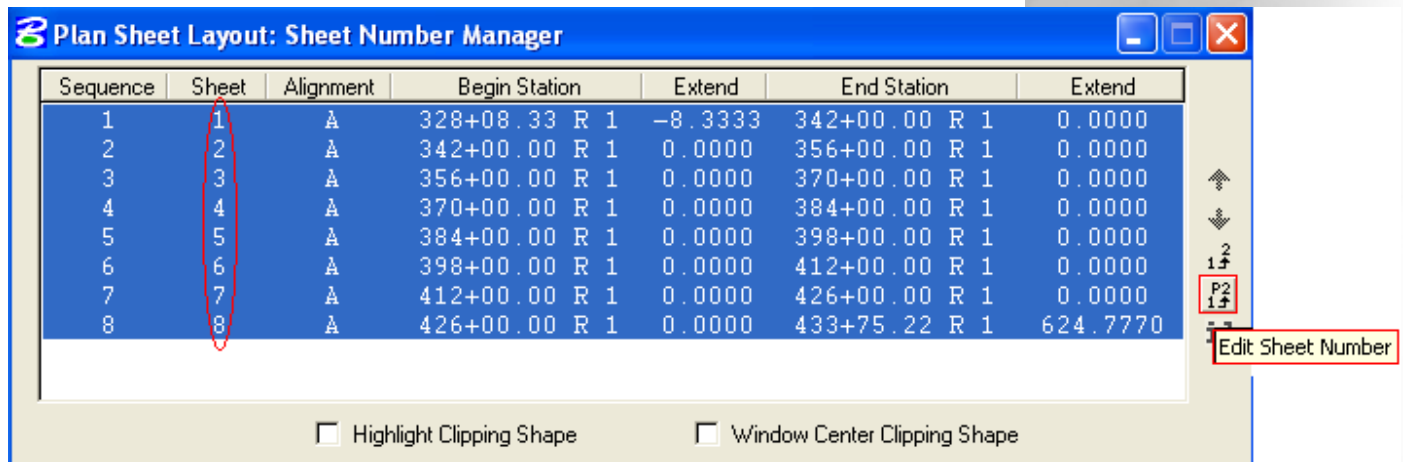 Plan Sheet Layout: Sheet Number Manager
Sequence Sheet Alignment Begin Station Extend End Station Extend
1 1 A 328+08.33 R 1 -8.3333 342+00.00 R 1 0.0000
2 2 A 342+00.00 R 1 0.0000 356+00.00 R 1 0.0000
3 3 A 356+00.00 R 1 0.0000 370+00.00 R 1 0.0000
4 4 A 370+00.00 R 1 0.0000 384+00.00 R 1 0.0000
5 5 A 384+00.00 R 1 0.0000 398+00.00 R 1 0.0000
6 6 A 398+00.00 R 1 0.0000 412+00.00 R 1 0.0000
7 7 A 412+00.00 R 1 0.0000 426+00.00 R 1 0.0000
8 8 A 426+00.00 R 1 0.0000 433+75.22 R 1 624.7770
1 2
P2
1
Edit Sheet Number
Highlight Clipping Shape Window Center Clipping Shape